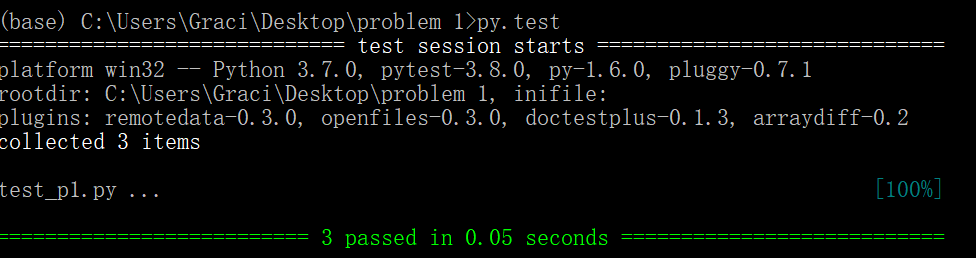 (base) C:\Users\Graci\Desktop\problem 1>py.test
============================= test session starts =============================
platform win32 -- Python 3.7.0, pytest-3.8.0, py-1.6.0, pluggy-0.7.1
rootdir: C:\Users\Graci\Desktop\problem 1, inifile:
plugins: remotedata-0.3.0, openfiles-0.3.0, doctestplus-0.1.3, arraydiff-0.2
collected 3 items
test_p1.py ... [100%]
========================== 3 passed in 0.05 seconds ===========================